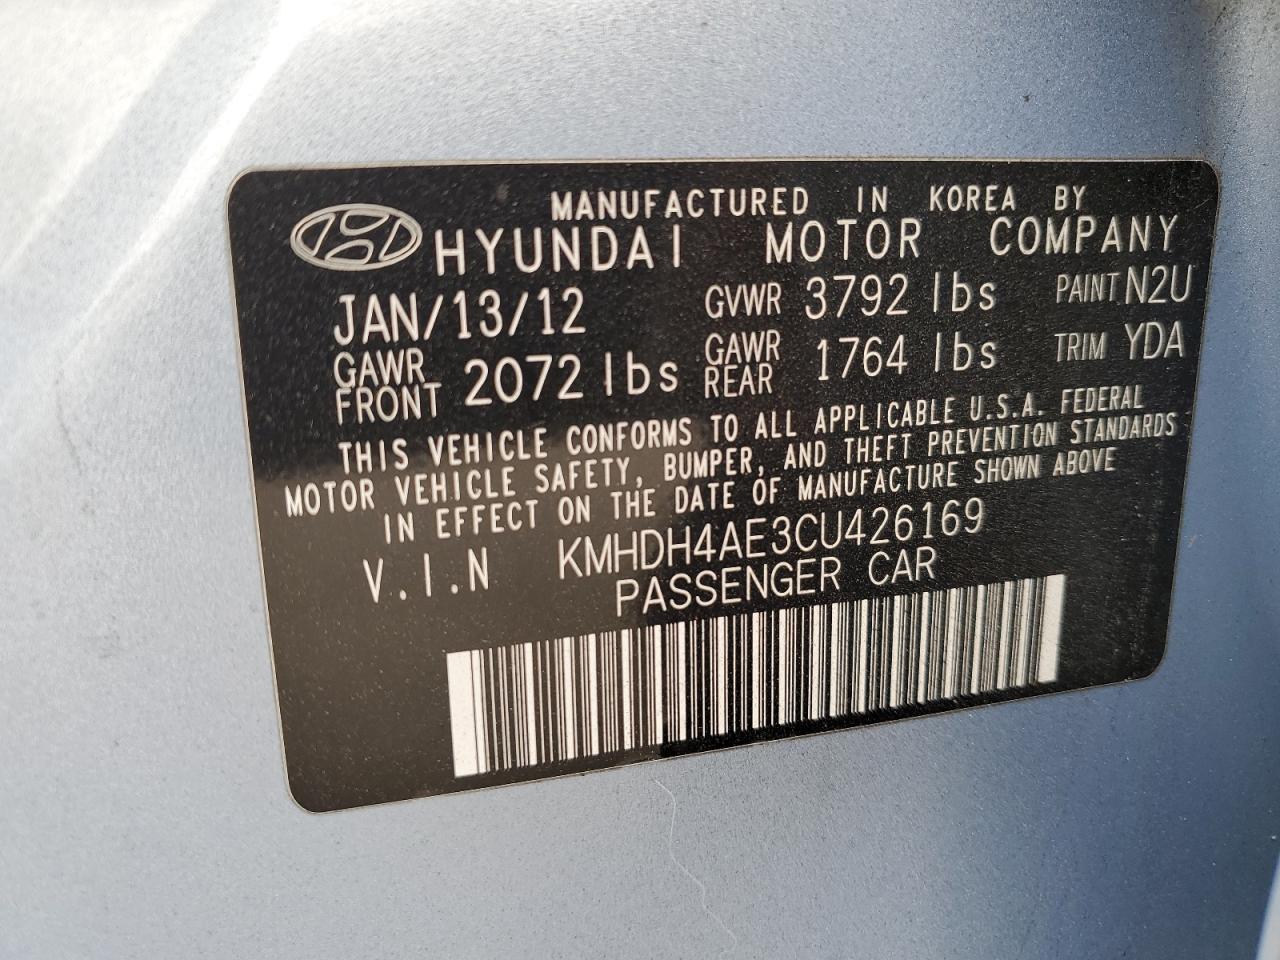 MANUFACTURED IN KOREA BY
HYUNDAI MOTOR COMPANY
JAN/13/12 GVWR 3792 lbs PAINT N2U
GAWR FRONT 2072 lbs GAWR REAR 1764 lbs TRIM YDA
THIS VEHICLE CONFORMS TO ALL APPLICABLE U.S.A. FEDERAL
MOTOR VEHICLE SAFETY, BUMPER, AND THEFT PREVENTION STANDARDS
IN EFFECT ON THE DATE OF MANUFACTURE SHOWN ABOVE
V.I.N KMHDH4AE3CU426169
PASSENGER CAR